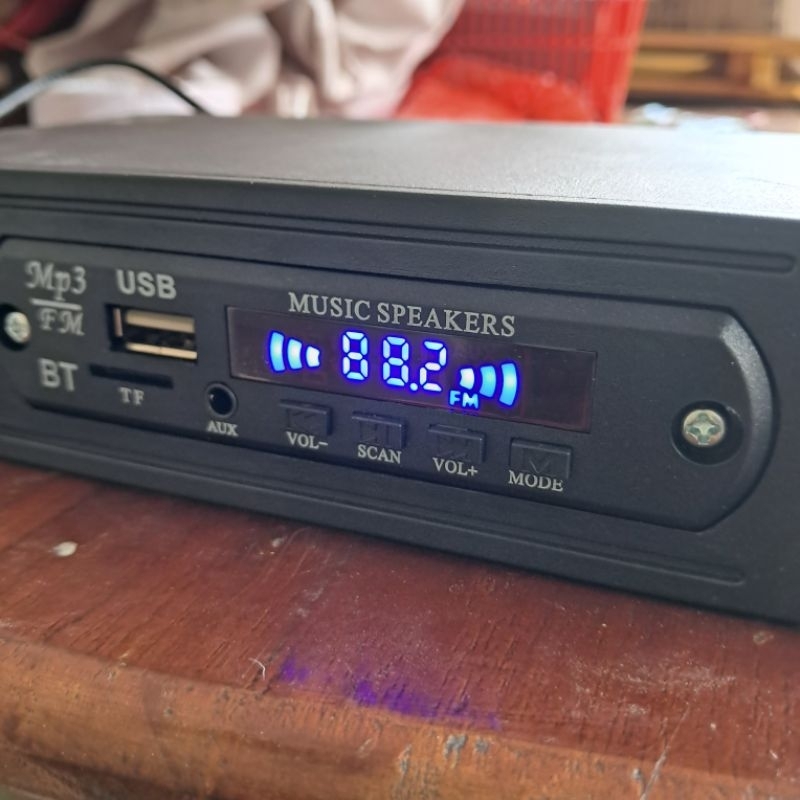 Mp3
FM
USB
BT
TF
AUX
MUSIC SPEAKERS
88.2
FM
VOL-
SCAN
VOL+
MODE